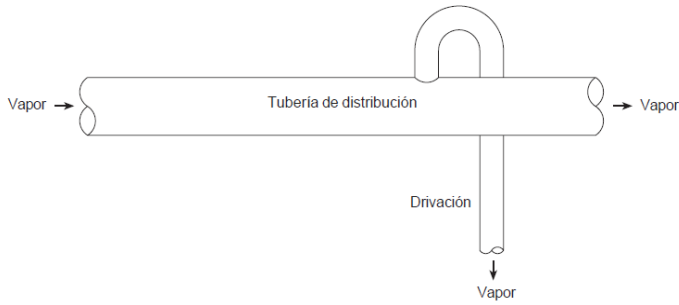 Vapor
Tubería de distribución
Vapor
Drivación
Vapor